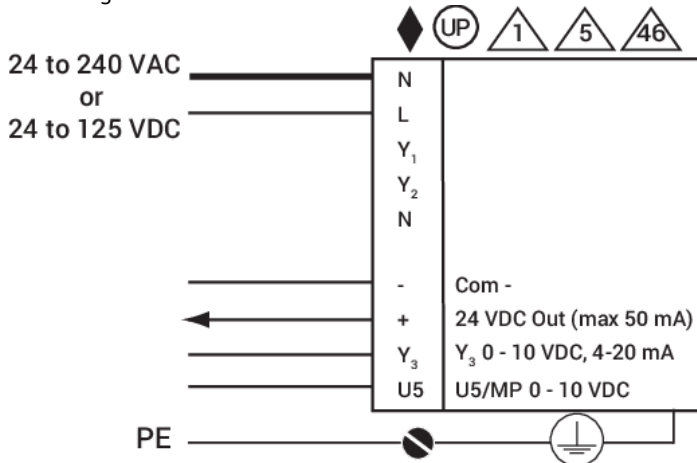 UP 1 5 46
24 to 240 VAC
or
24 to 125 VDC
N
L
Y1
Y2
N
- Com -
+ 24 VDC Out (max 50 mA)
Y3 Y3 0 - 10 VDC, 4-20 mA
U5 U5/MP 0 - 10 VDC
PE